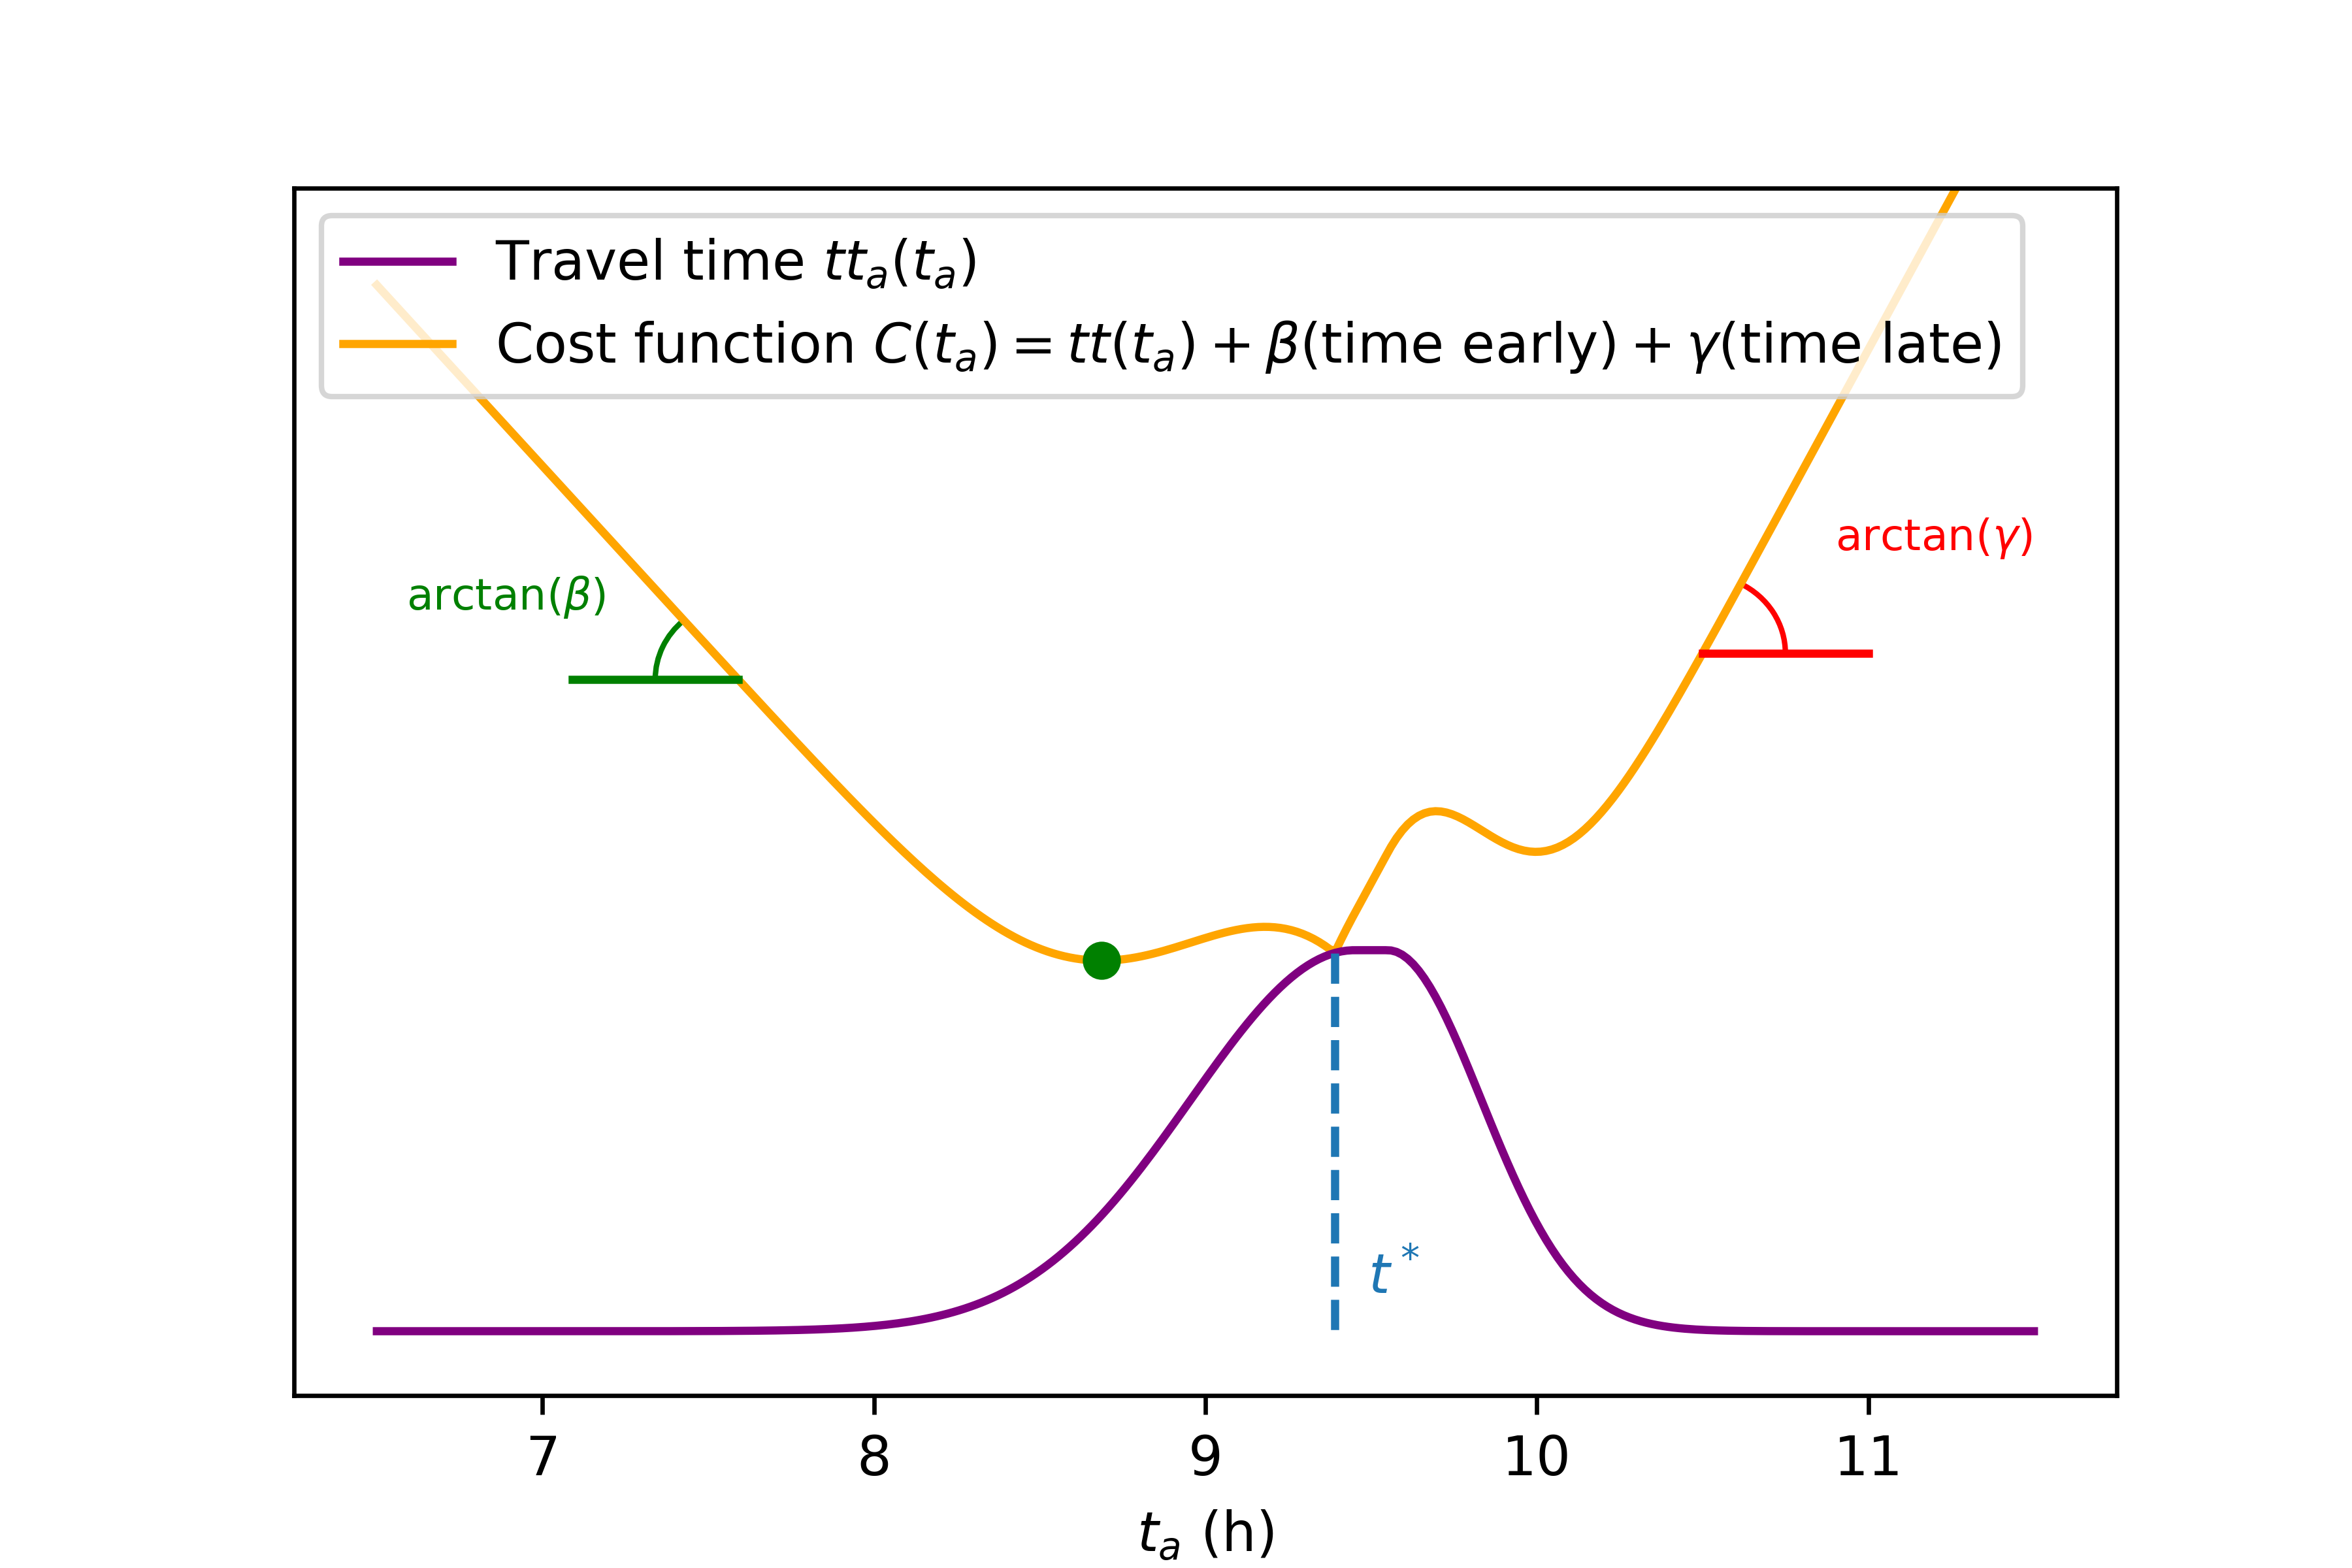 Travel time tt_a(t_a)
Cost function C(t_a) = tt(t_a) + β(time early) + γ(time late)
arctan(γ)
arctan(β)
t*
7 8 9 10 11
t_a (h)